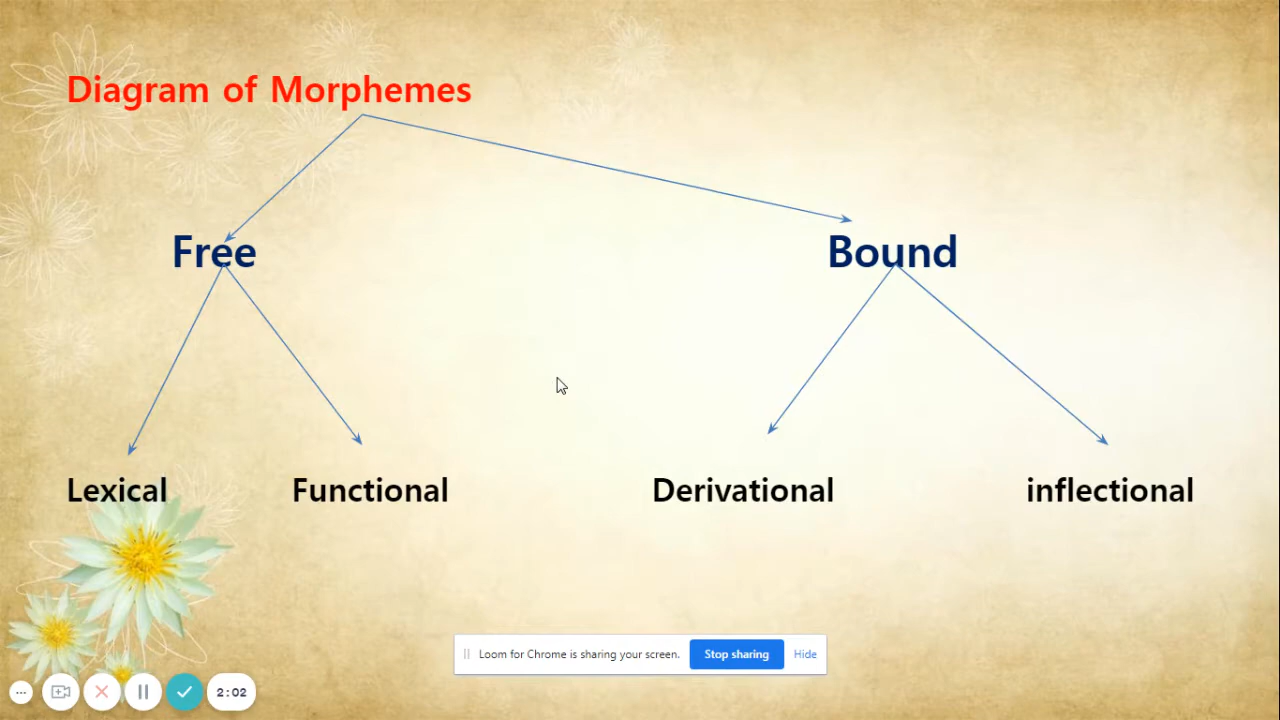 Diagram of Morphemes
Free Bound
Lexical Functional Derivational inflectional
Loom for Chrome is sharing your screen. Stop sharing Hide
2:02